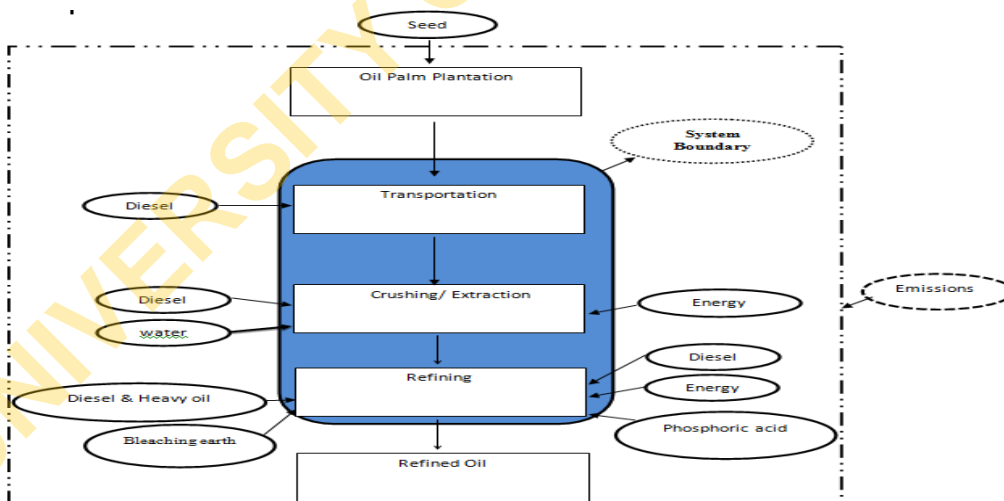 Seed
Oil Palm Plantation
System
Boundary
Transportation
Diesel
Diesel
Crushing/ Extraction
Energy
Emissions
water
Diesel
Refining
Energy
Diesel & Heavy oil
Phosphoric acid
Bleaching earth
Refined Oil
UNIVERSITY